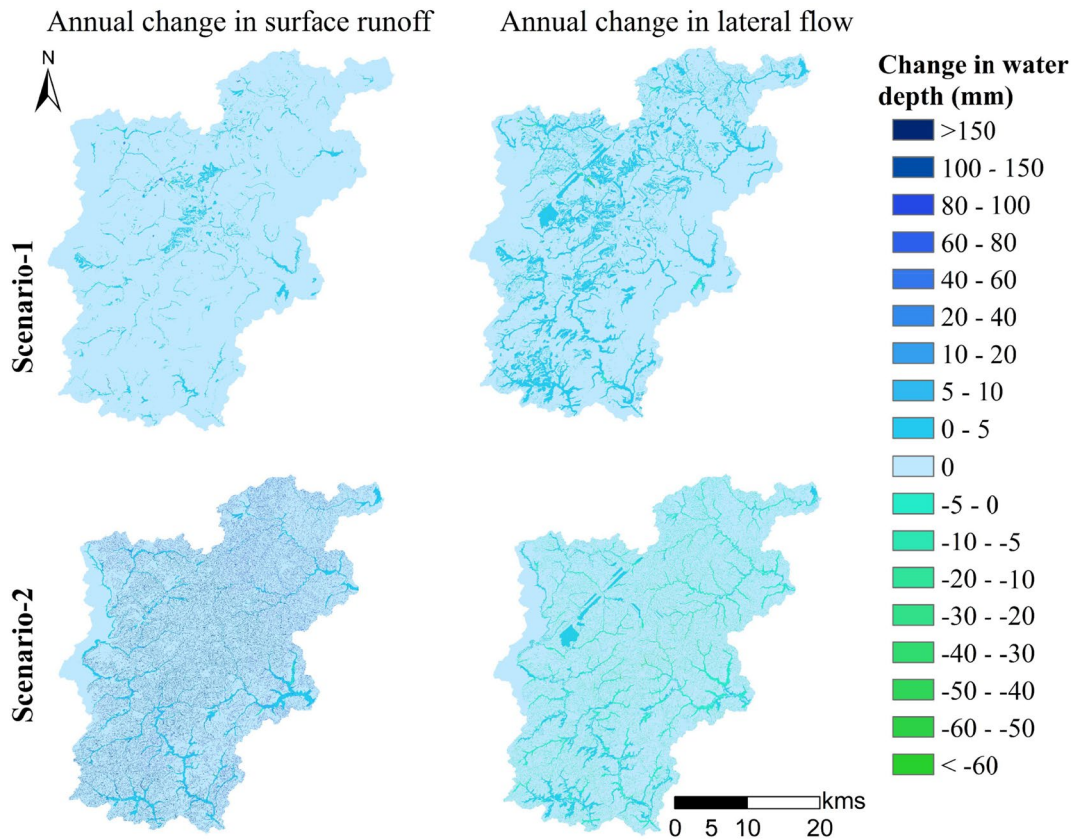 Annual change in surface runoff
Annual change in lateral flow
N
Scenario-1
Scenario-2
Change in water
depth (mm)
>150
100 - 150
80 - 100
60 - 80
40 - 60
20 - 40
10 - 20
5 - 10
0 - 5
0
-5 - 0
-10 - -5
-20 - -10
-30 - -20
-40 - -30
-50 - -40
-60 - -50
< -60
kms
0 5 10 20